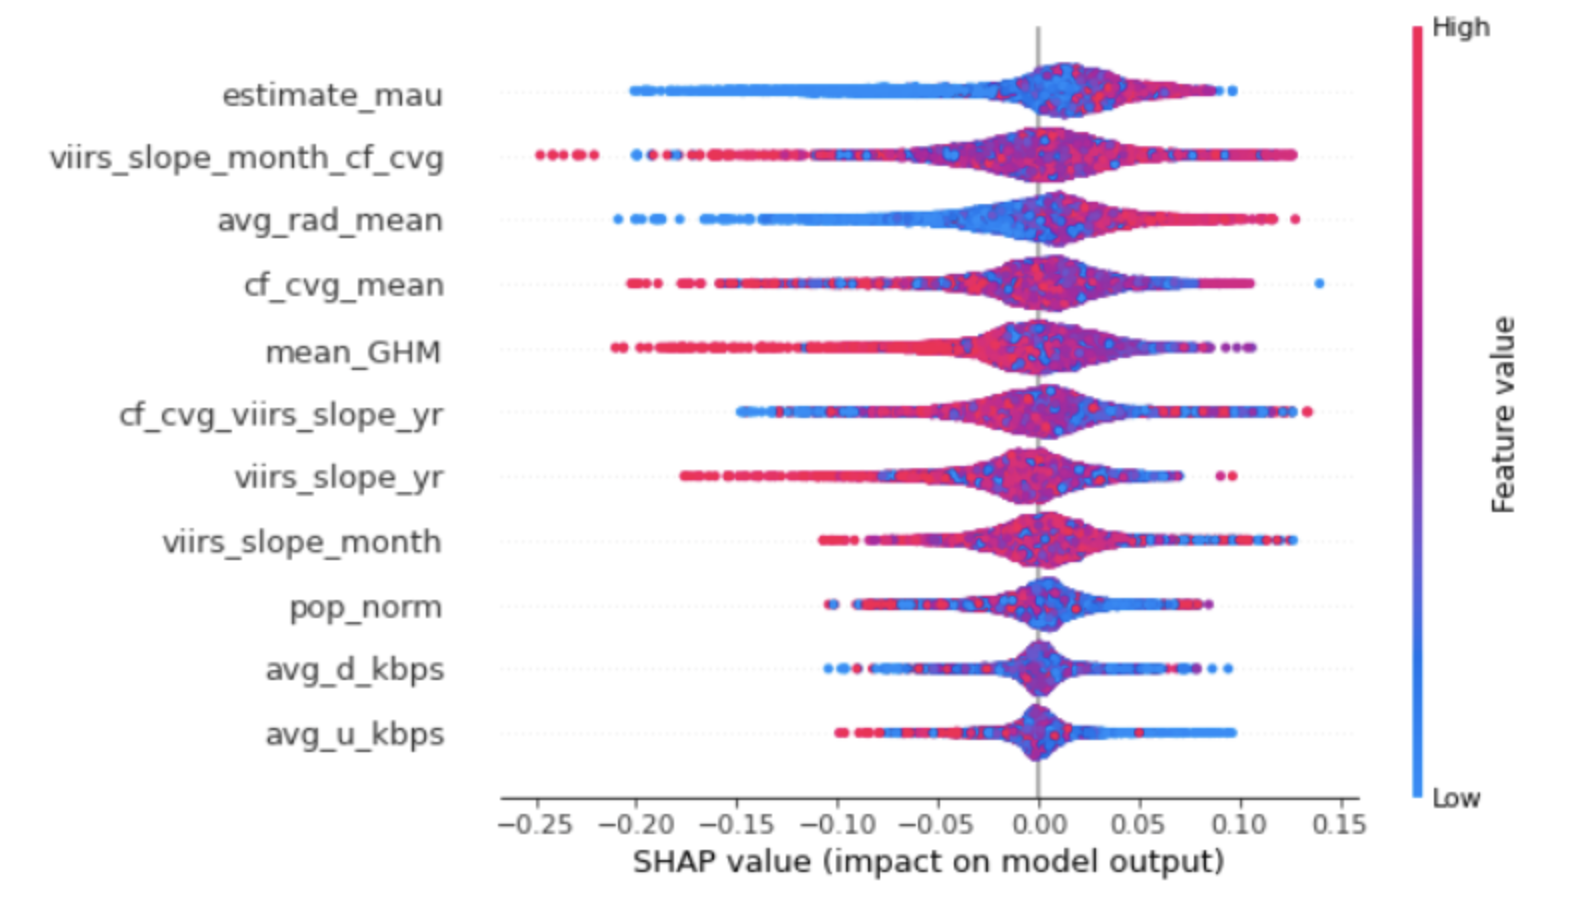 High
estimate_mau
viirs_slope_month_cf_cvg
avg_rad_mean
cf_cvg_mean
mean_GHM
cf_cvg_viirs_slope_yr
viirs_slope_yr
viirs_slope_month
pop_norm
avg_d_kbps
avg_u_kbps
Feature value
Low
−0.25 −0.20 −0.15 −0.10 −0.05 0.00 0.05 0.10 0.15
SHAP value (impact on model output)